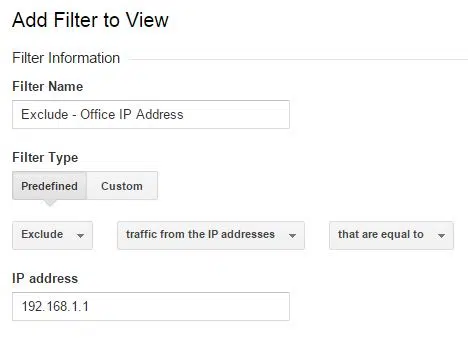 Add Filter to View
Filter Information
Filter Name
Exclude - Office IP Address
Filter Type
Predefined Custom
Exclude traffic from the IP addresses that are equal to
IP address
192.168.1.1